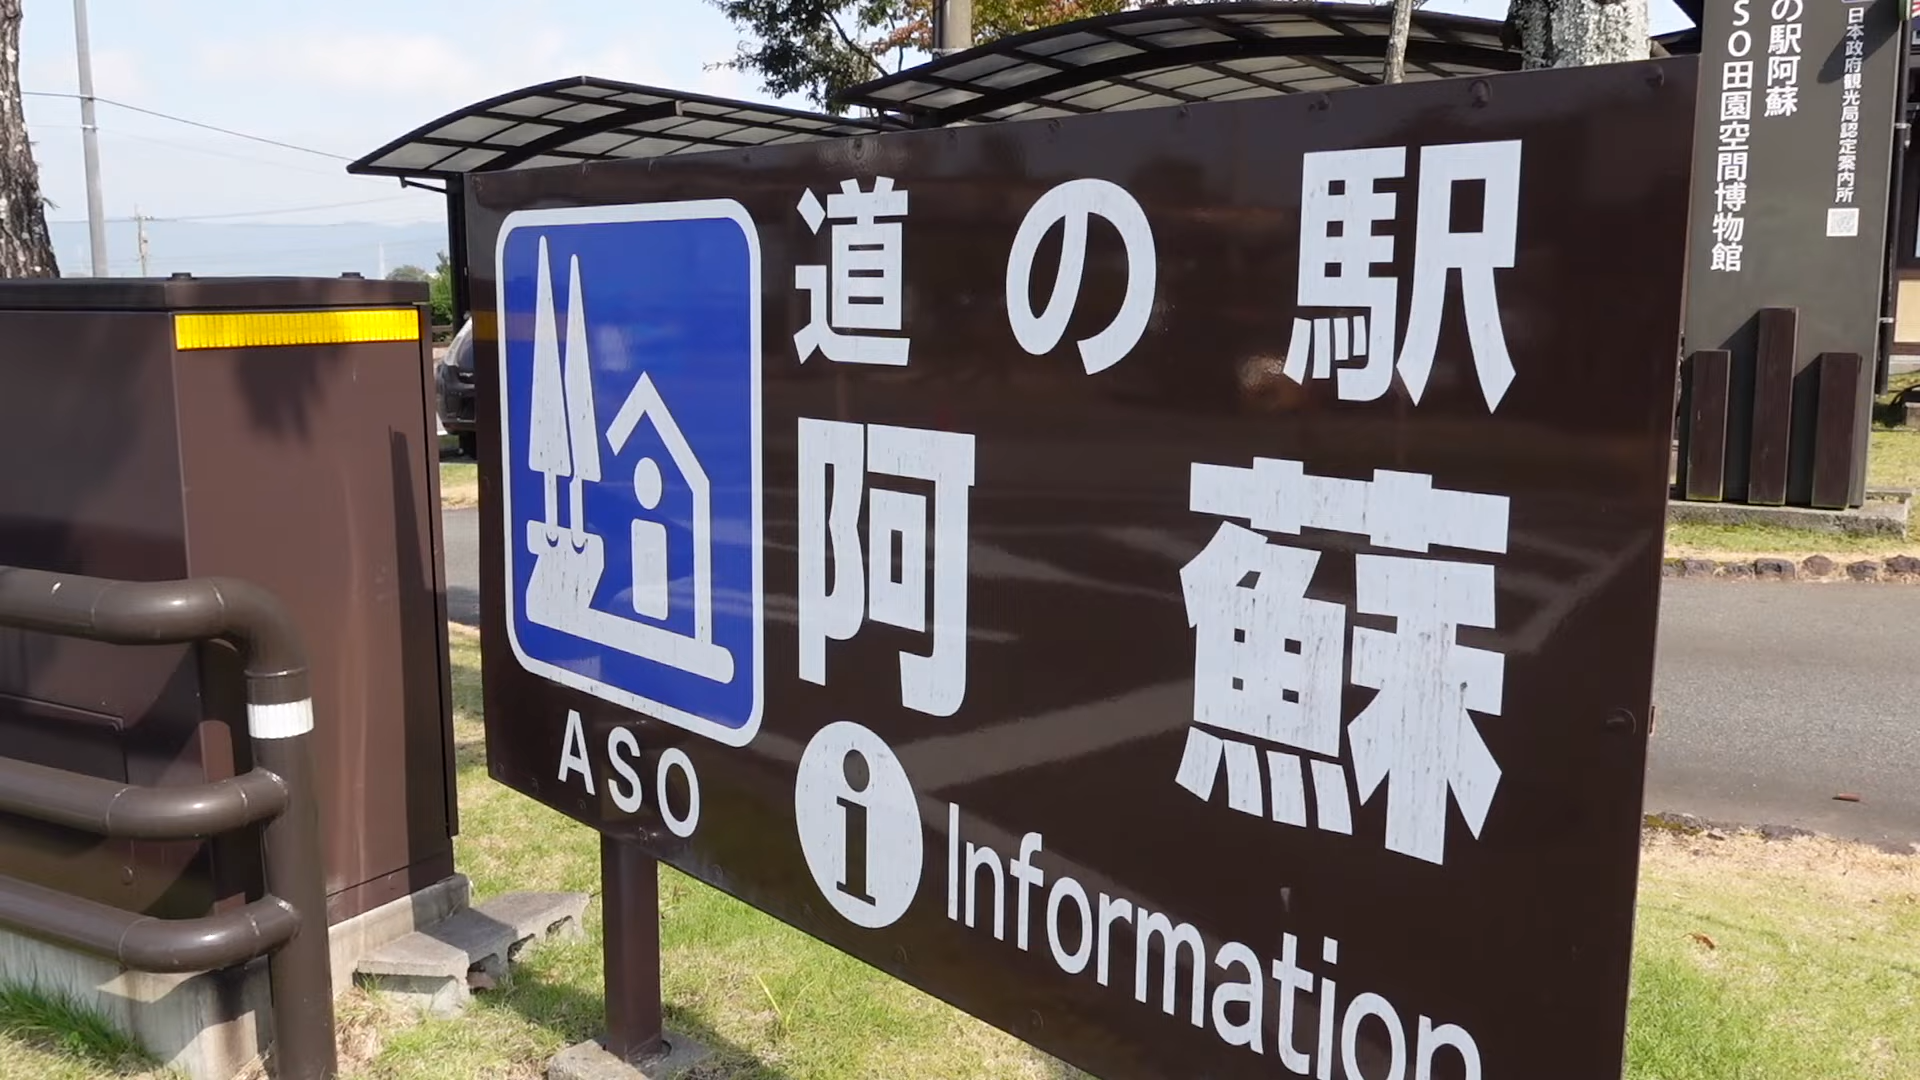 道の駅
阿蘇
ASO
i Information
の駅阿蘇
SO田園空間博物館
日本政府観光局認定案内所